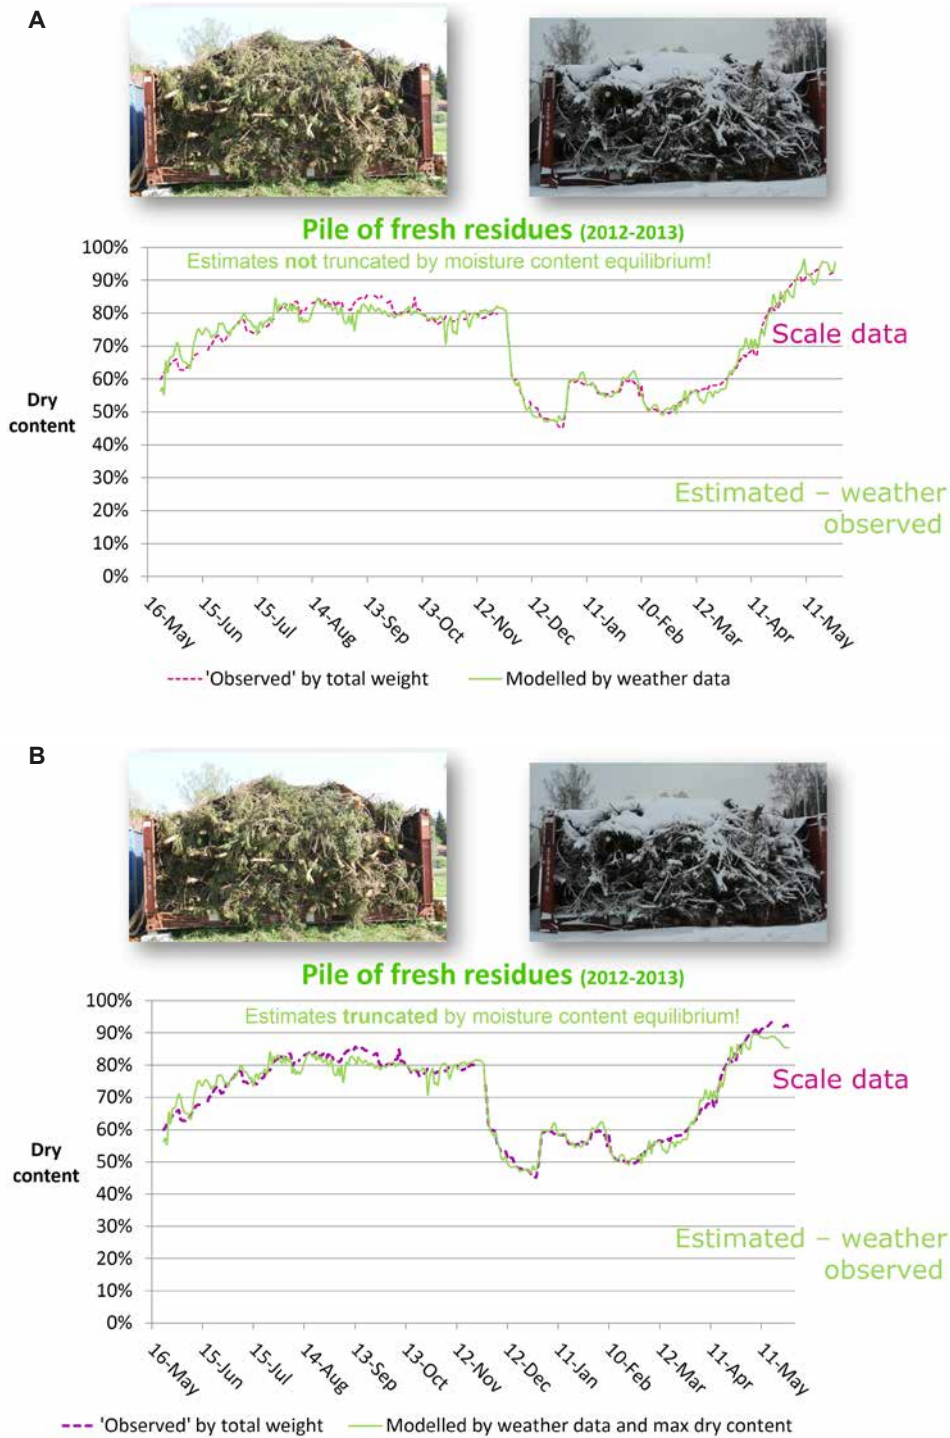 A
Pile of fresh residues (2012-2013)
Estimates not truncated by moisture content equilibrium!
100%
90%
80%
70%
60%
50%
40%
30%
20%
10%
0%
Dry
content
Scale data
Estimated – weather
observed
16-May
15-Jun
15-Jul
14-Aug
13-Sep
13-Oct
12-Nov
12-Dec
11-Jan
10-Feb
12-Mar
11-Apr
11-May
'Observed' by total weight
Modelled by weather data
B
Pile of fresh residues (2012-2013)
Estimates truncated by moisture content equilibrium!
100%
90%
80%
70%
60%
50%
40%
30%
20%
10%
0%
Dry
content
Scale data
Estimated – weather
observed
16-May
15-Jun
15-Jul
14-Aug
13-Sep
13-Oct
12-Nov
12-Dec
11-Jan
10-Feb
12-Mar
11-Apr
11-May
'Observed' by total weight
Modelled by weather data and max dry content